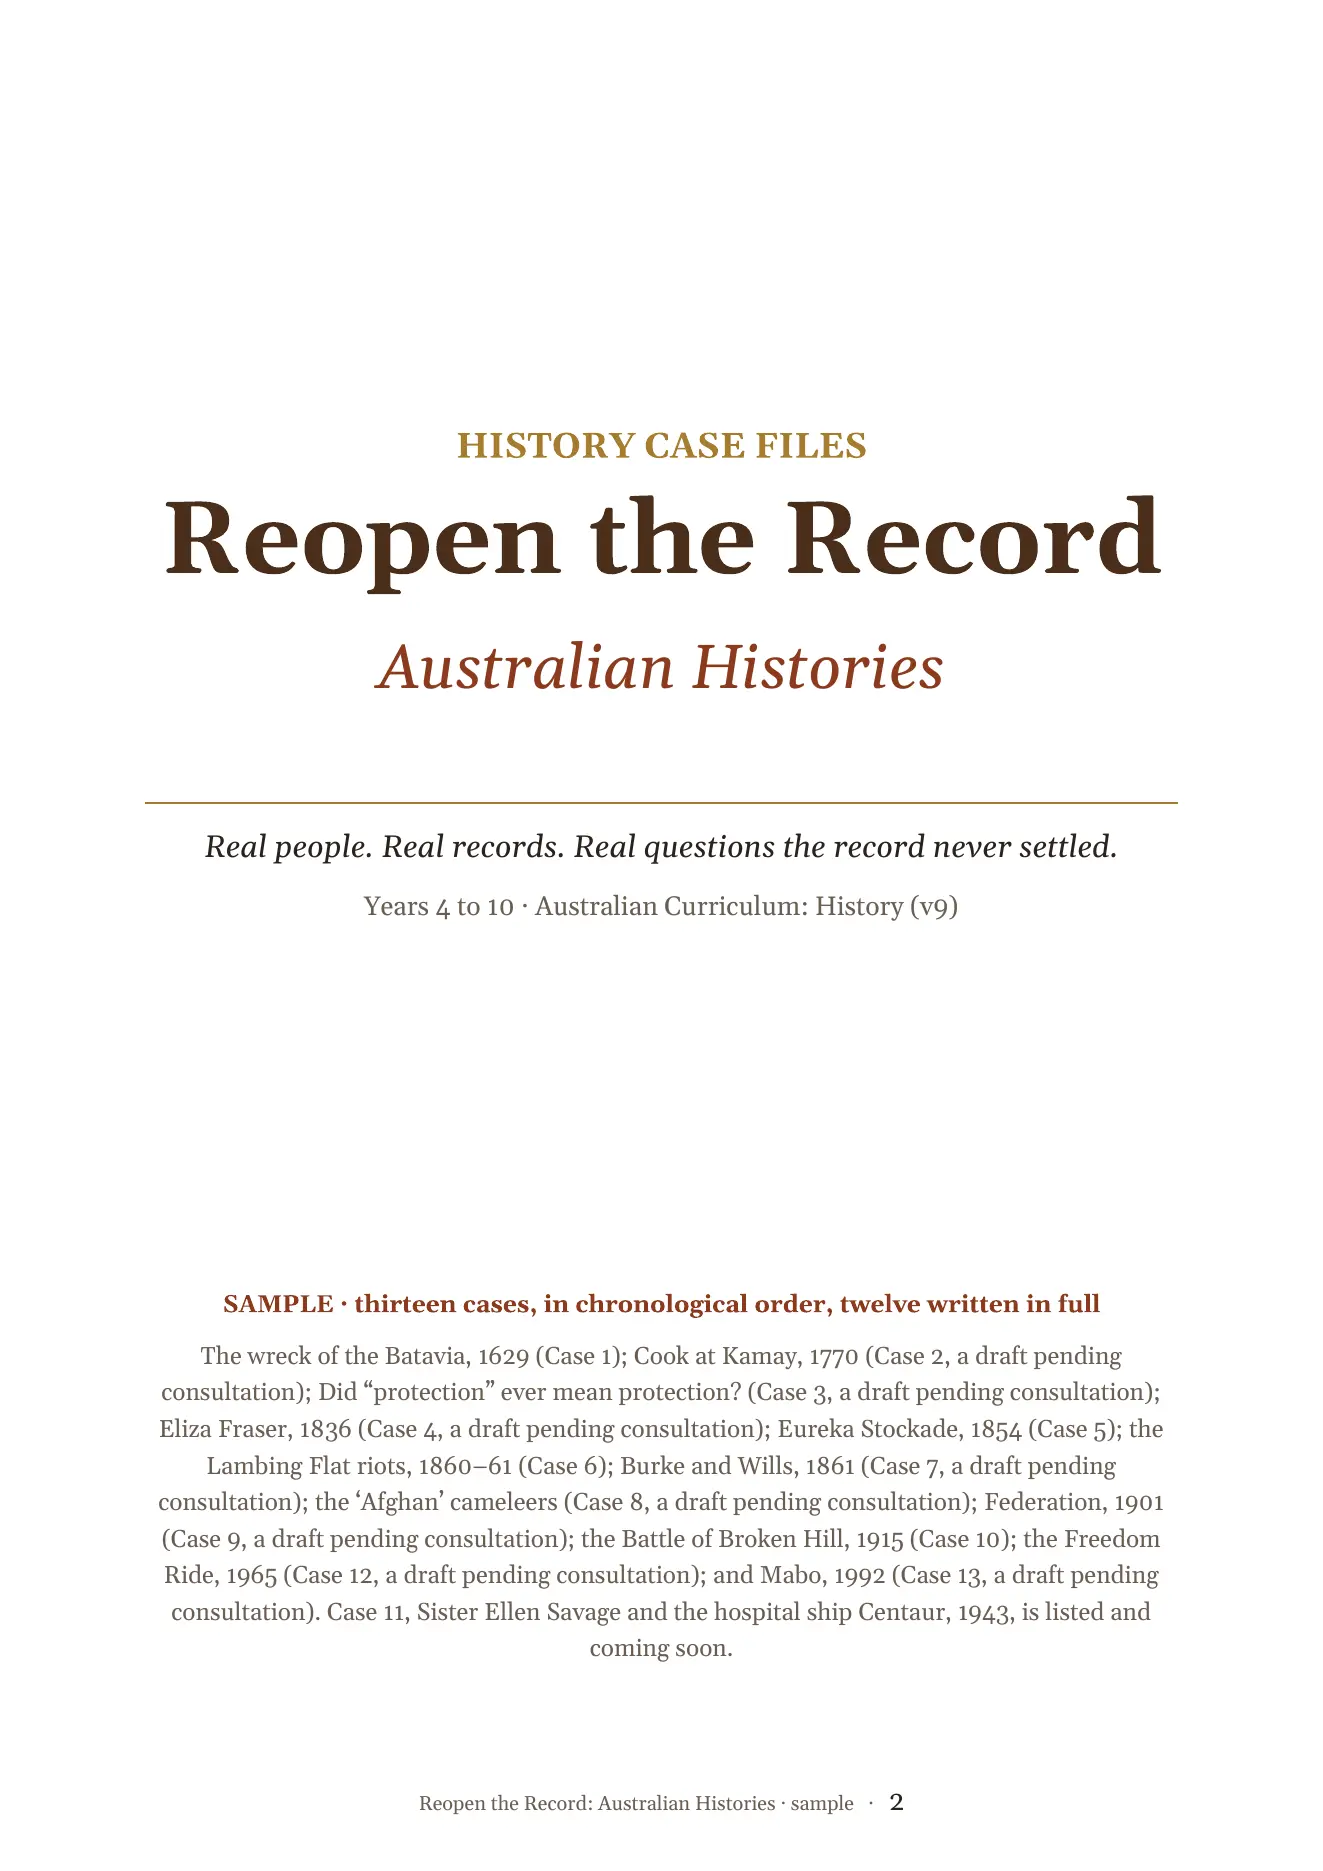 HISTORY CASE FILES
Reopen the Record
Australian Histories
Real people. Real records. Real questions the record never settled.
Years 4 to 10 · Australian Curriculum: History (v9)
SAMPLE · thirteen cases, in chronological order, twelve written in full
The wreck of the Batavia, 1629 (Case 1); Cook at Kamay, 1770 (Case 2, a draft pending
consultation); Did “protection” ever mean protection? (Case 3, a draft pending consultation);
Eliza Fraser, 1836 (Case 4, a draft pending consultation); Eureka Stockade, 1854 (Case 5); the
Lambing Flat riots, 1860–61 (Case 6); Burke and Wills, 1861 (Case 7, a draft pending
consultation); the ‘Afghan’ cameleers (Case 8, a draft pending consultation); Federation, 1901
(Case 9, a draft pending consultation); the Battle of Broken Hill, 1915 (Case 10); the Freedom
Ride, 1965 (Case 12, a draft pending consultation); and Mabo, 1992 (Case 13, a draft pending
consultation). Case 11, Sister Ellen Savage and the hospital ship Centaur, 1943, is listed and
coming soon.
Reopen the Record: Australian Histories · sample · 2